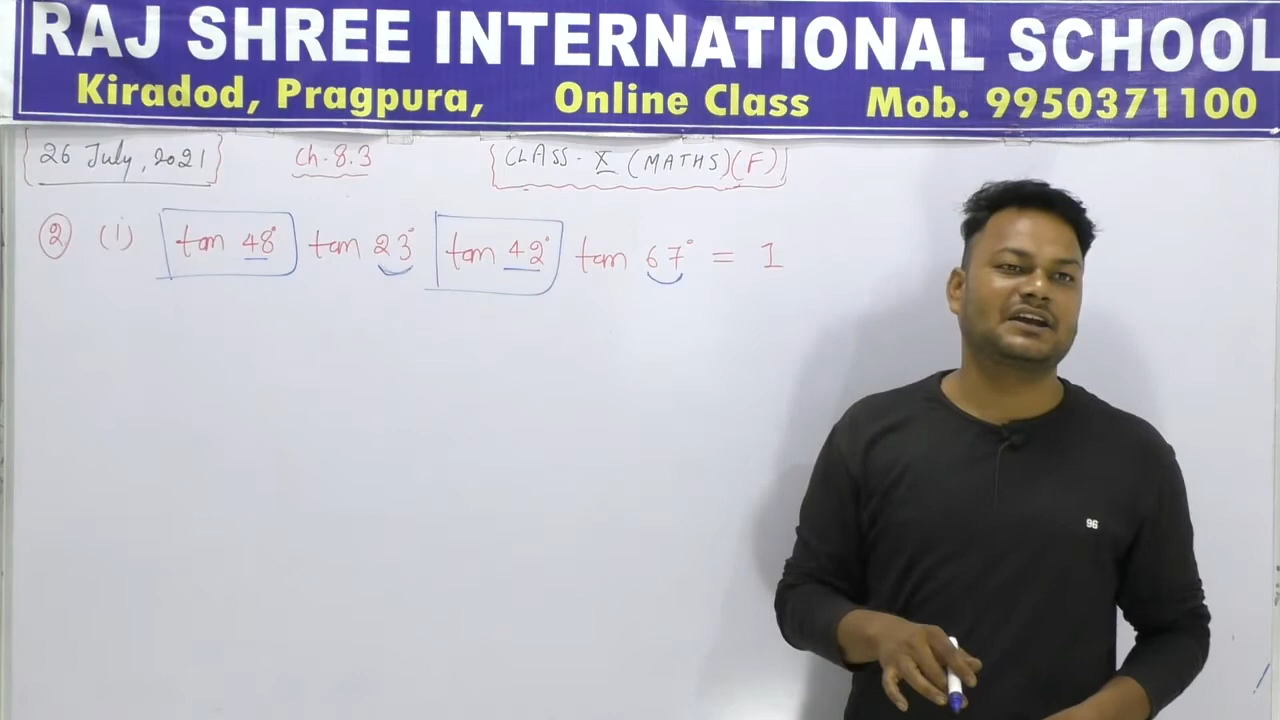 RAJ SHREE INTERNATIONAL SCHOOL
Kiradod, Pragpura, Online Class Mob. 9950371100
26 July, 2021 Ch-8.3 CLASS-X (MATHS)(F)
2 (i) tan 48° tan 23° tan 42° tan 67° = 1
96